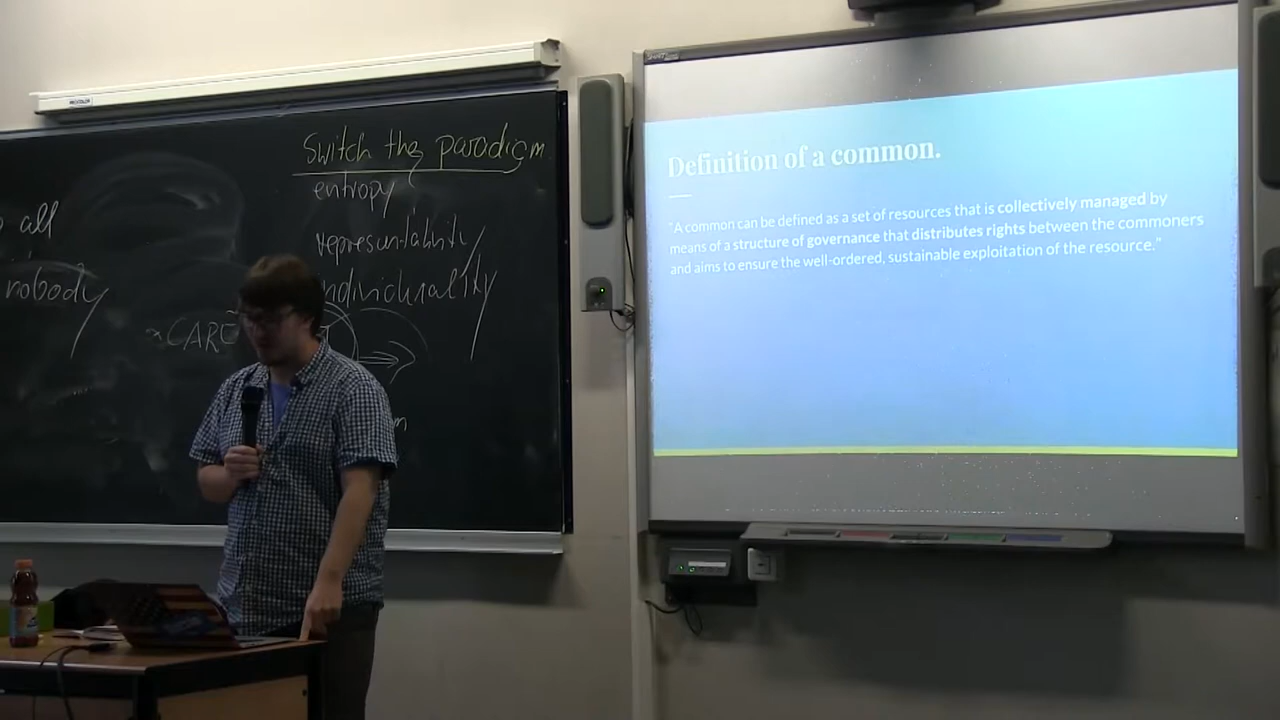 all
nobody
Switch the paradigm
entropy
individuality
CARE
Definition of a common.
"A common can be defined as a set of resources that is collectively managed by
means of a structure of governance that distributes rights between the commoners
and aims to ensure the well-ordered, sustainable exploitation of the resource."